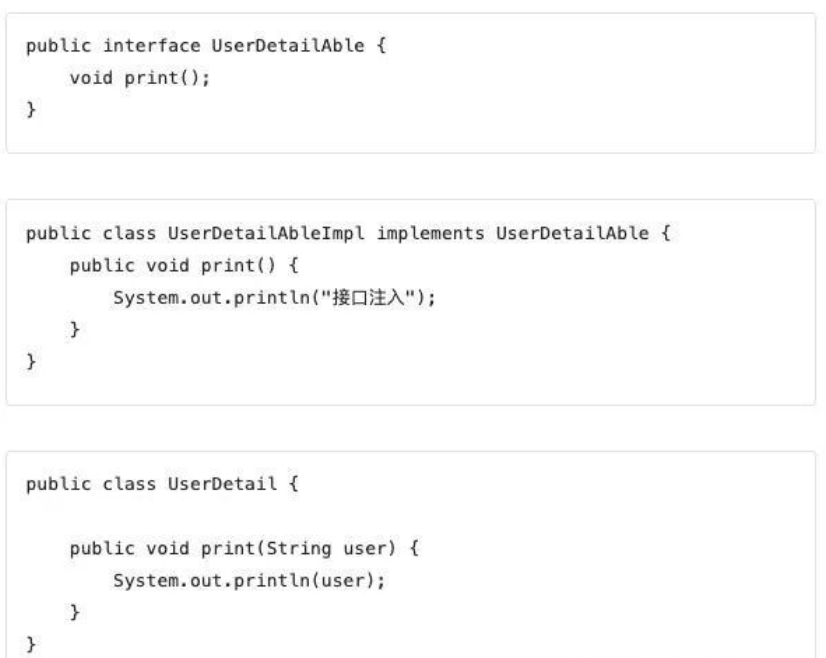 public interface UserDetailAble {
    void print();
}
public class UserDetailAbleImpl implements UserDetailAble {
    public void print() {
        System.out.println("接口注入");
    }
}
public class UserDetail {
    public void print(String user) {
        System.out.println(user);
    }
}